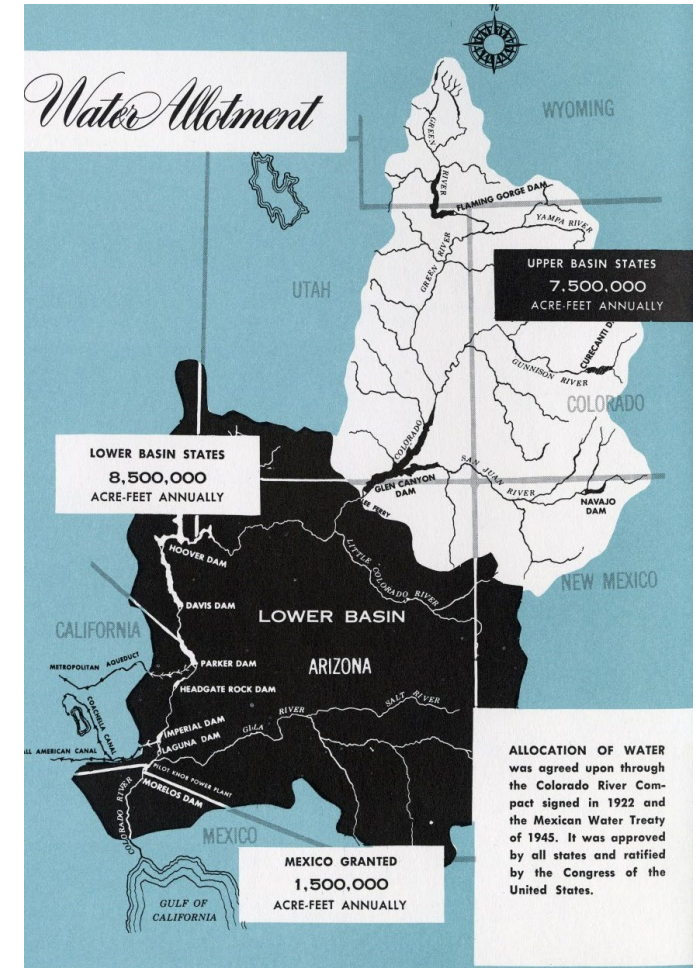 N
Water Allotment
WYOMING
GREEN RIVER
FLAMING GORGE DAM
YAMPA RIVER
GREEN RIVER
UPPER BASIN STATES
7,500,000
ACRE-FEET ANNUALLY
UTAH
CURECANTI D
GUNNISON RIVER
COLORADO
COLORADO
LOWER BASIN STATES
8,500,000
ACRE-FEET ANNUALLY
SAN JUAN RIVER
GLEN CANYON
DAM
NAVAJO
DAM
FERRY
HOOVER DAM
LITTLE COLORADO RIVER
NEW MEXICO
DAVIS DAM
LOWER BASIN
CALIFORNIA
ARIZONA
METROPOLITAN AQUEDUCT
PARKER DAM
HEADGATE ROCK DAM
COACHELLA CANAL
GILA RIVER
SALT RIVER
IMPERIAL DAM
LAGUNA DAM
ALL AMERICAN CANAL
PILOT KNOB POWER PLANT
MORELOS DAM
COLORADO RIVER
MEXICO
ALLOCATION OF WATER
was agreed upon through
the Colorado River Com-
pact signed in 1922 and
the Mexican Water Treaty
of 1945. It was approved
by all states and ratified
by the Congress of the
United States.
MEXICO GRANTED
1,500,000
ACRE-FEET ANNUALLY
GULF OF
CALIFORNIA